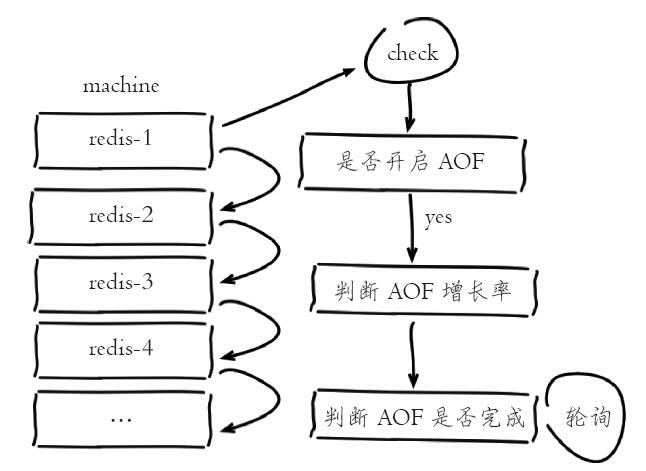 machine
redis-1
redis-2
redis-3
redis-4
...
check
是否开启 AOF
yes
判断 AOF 增长率
判断 AOF 是否完成
轮询